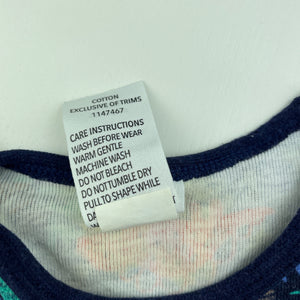 COTTON
EXCLUSIVE OF TRIMS
1147467
CARE INSTRUCTIONS
WASH BEFORE WEAR
WARM GENTLE
MACHINE WASH
DO NOT BLEACH
DO NOT TUMBLE DRY
PULL TO SHAPE WHILE